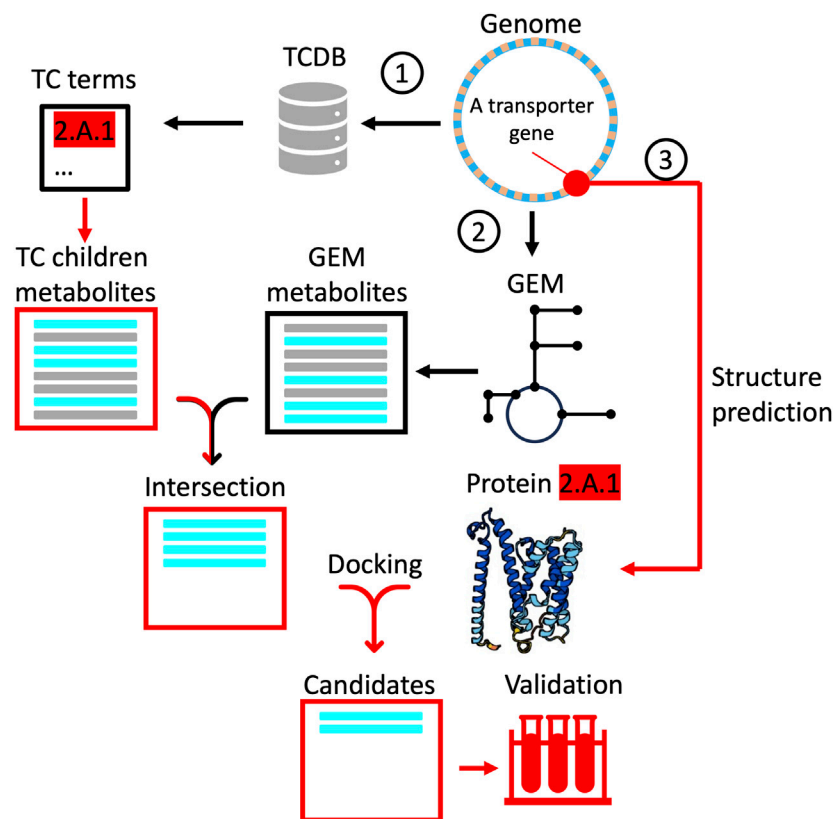 Genome
TCDB
1
TC terms
A transporter
gene
2.A.1
...
3
2
TC children
metabolites
GEM
metabolites
GEM
Structure
prediction
Intersection
Protein 2.A.1
Docking
Candidates
Validation